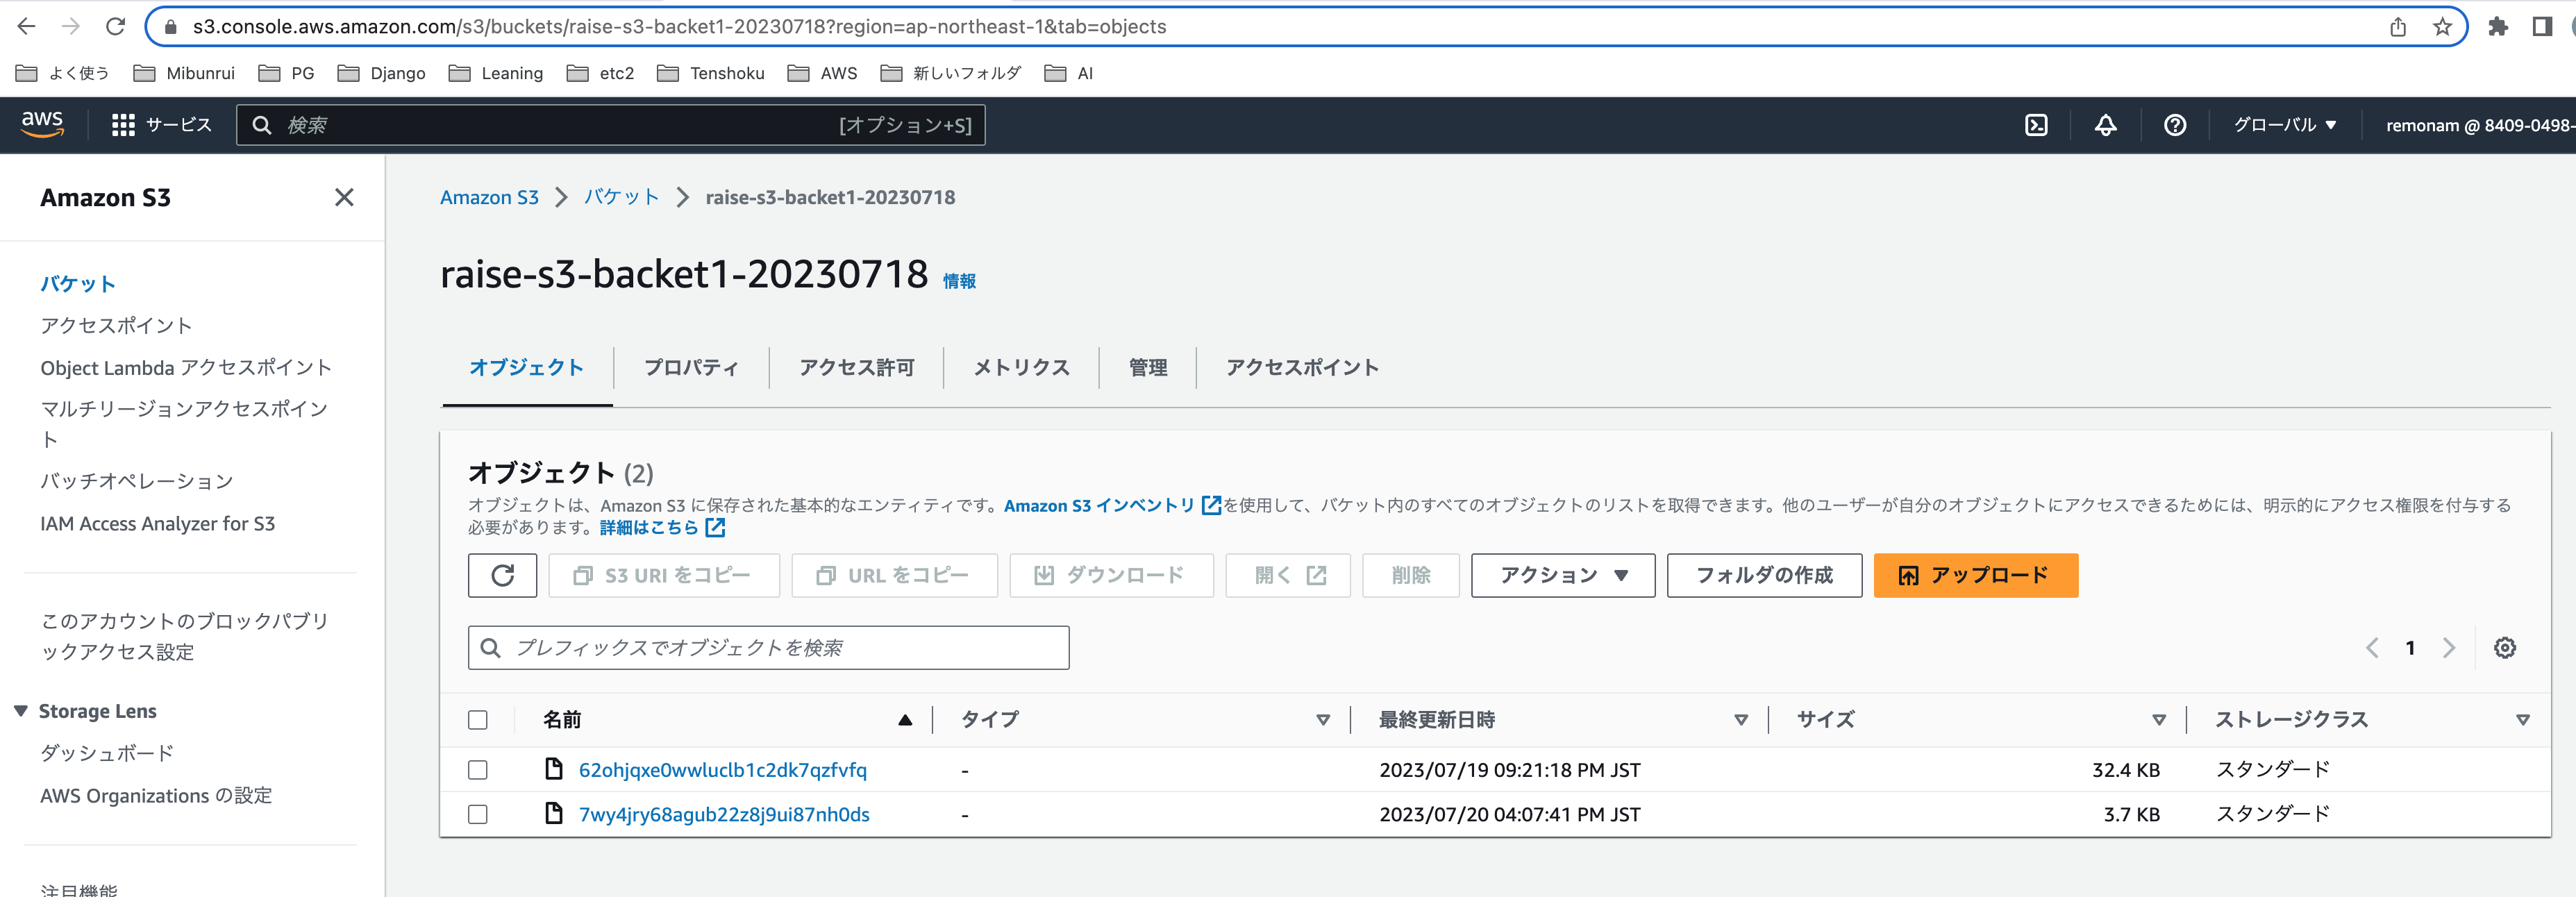 s3.console.aws.amazon.com/s3/buckets/raise-s3-backet1-20230718?region=ap-northeast-1&tab=objects
よく使う Mibunrui PG Django Leaning etc2 Tenshoku AWS 新しいフォルダ AI
aws サービス 検索 [オプション+S] グローバル remonam @ 8409-0498-
Amazon S3
バケット
アクセスポイント
Object Lambda アクセスポイント
マルチリージョンアクセスポイン
ト
バッチオペレーション
IAM Access Analyzer for S3
このアカウントのブロックパブリ
ックアクセス設定
Storage Lens
ダッシュボード
AWS Organizations の設定
注目機能
Amazon S3 バケット raise-s3-backet1-20230718
raise-s3-backet1-20230718 情報
オブジェクト プロパティ アクセス許可 メトリクス 管理 アクセスポイント
オブジェクト (2)
オブジェクトは、Amazon S3 に保存された基本的なエンティティです。Amazon S3 インベントリ を使用して、バケット内のすべてのオブジェクトのリストを取得できます。他のユーザーが自分のオブジェクトにアクセスできるためには、明示的にアクセス権限を付与する
必要があります。詳細はこちら
S3 URI をコピー URL をコピー ダウンロード 開く 削除 アクション フォルダの作成 アップロード
プレフィックスでオブジェクトを検索 1
名前 タイプ 最終更新日時 サイズ ストレージクラス
62ohjqxe0wwluclb1c2dk7qzfvfq - 2023/07/19 09:21:18 PM JST 32.4 KB スタンダード
7wy4jry68agub22z8j9ui87nh0ds - 2023/07/20 04:07:41 PM JST 3.7 KB スタンダード